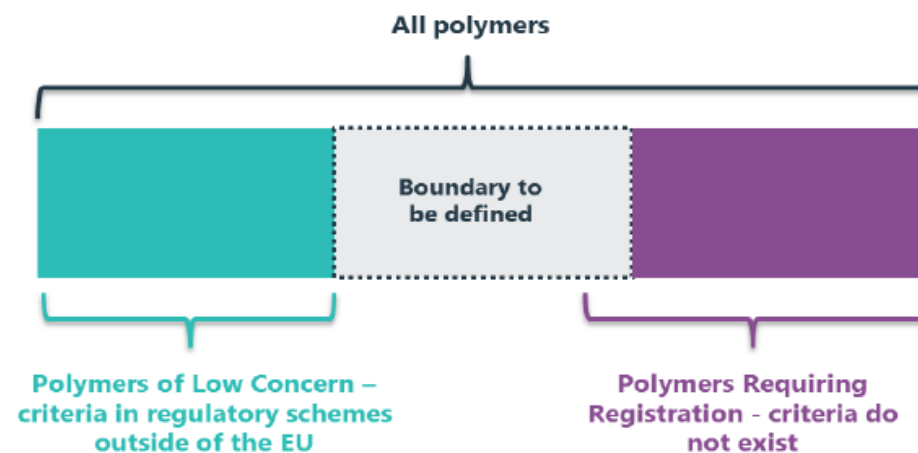 All polymers
Boundary to
be defined
Polymers of Low Concern –
criteria in regulatory schemes
outside of the EU
Polymers Requiring
Registration - criteria do
not exist